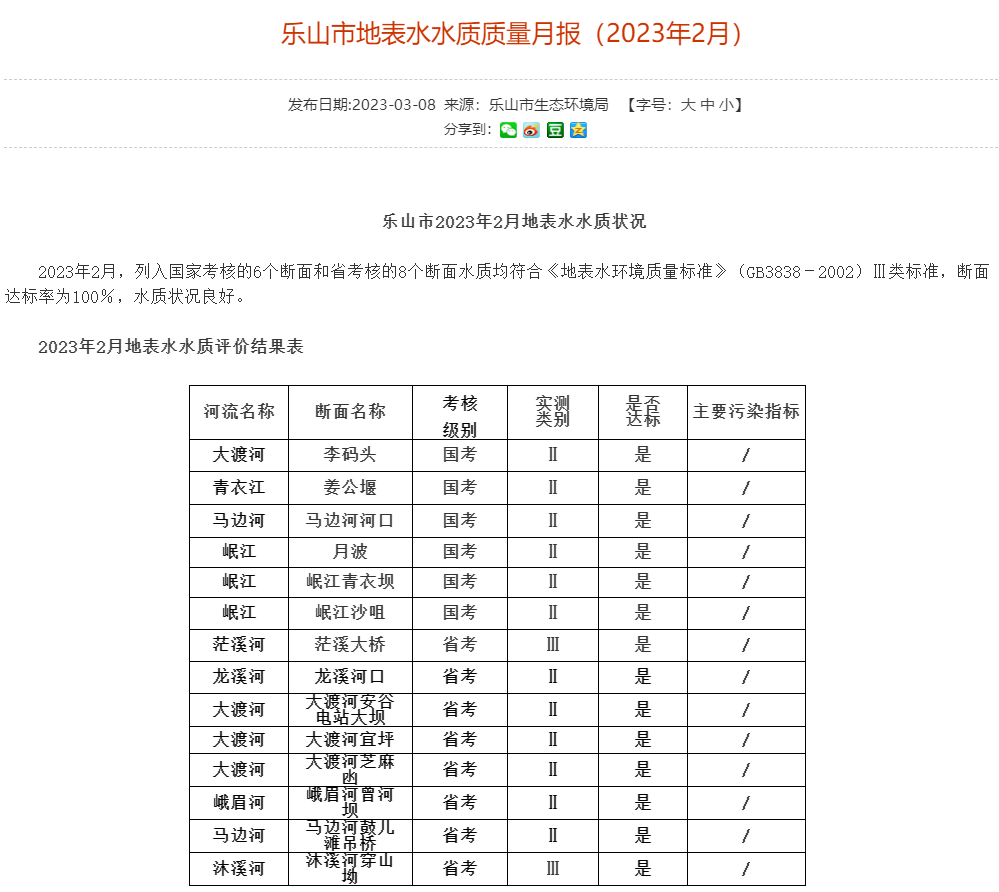 乐山市地表水水质质量月报（2023年2月）
发布日期:2023-03-08 来源：乐山市生态环境局 【字号：大 中 小】
分享到：
乐山市2023年2月地表水水质状况
2023年2月，列入国家考核的6个断面和省考核的8个断面水质均符合《地表水环境质量标准》（GB3838－2002）Ⅲ类标准，断面
达标率为100％，水质状况良好。
2023年2月地表水水质评价结果表
河流名称 断面名称 考核 级别 实测 类别 是否 达标 主要污染指标
大渡河 李码头 国考 Ⅱ 是 /
青衣江 姜公堰 国考 Ⅱ 是 /
马边河 马边河河口 国考 Ⅱ 是 /
岷江 月波 国考 Ⅱ 是 /
岷江 岷江青衣坝 国考 Ⅱ 是 /
岷江 岷江沙咀 国考 Ⅱ 是 /
茫溪河 茫溪大桥 省考 Ⅲ 是 /
龙溪河 龙溪河口 省考 Ⅱ 是 /
大渡河 大渡河安谷 电站大坝 省考 Ⅱ 是 /
大渡河 大渡河宜坪 省考 Ⅱ 是 /
大渡河 大渡河芝麻 凼 省考 Ⅱ 是 /
峨眉河 峨眉河曾河 坝 省考 Ⅱ 是 /
马边河 马边河鼓儿 滩吊桥 省考 Ⅱ 是 /
沐溪河 沐溪河穿山 坳 省考 Ⅲ 是 /